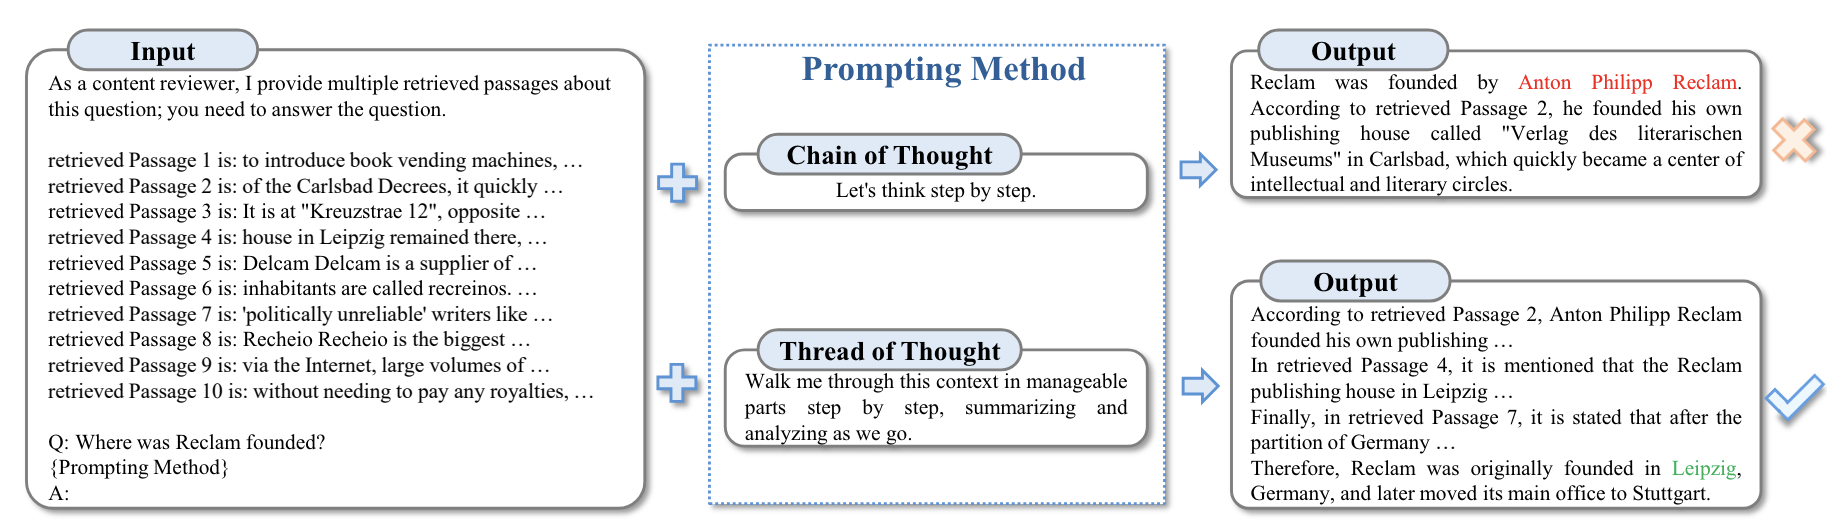 Input
As a content reviewer, I provide multiple retrieved passages about
this question; you need to answer the question.
retrieved Passage 1 is: to introduce book vending machines, …
retrieved Passage 2 is: of the Carlsbad Decrees, it quickly …
retrieved Passage 3 is: It is at "Kreuzstrae 12", opposite …
retrieved Passage 4 is: house in Leipzig remained there, …
retrieved Passage 5 is: Delcam Delcam is a supplier of …
retrieved Passage 6 is: inhabitants are called recreinos. …
retrieved Passage 7 is: 'politically unreliable' writers like …
retrieved Passage 8 is: Recheio Recheio is the biggest …
retrieved Passage 9 is: via the Internet, large volumes of …
retrieved Passage 10 is: without needing to pay any royalties, …
Q: Where was Reclam founded?
{Prompting Method}
A:
Prompting Method
Chain of Thought
Let's think step by step.
Thread of Thought
Walk me through this context in manageable
parts step by step, summarizing and
analyzing as we go.
Output
Reclam was founded by Anton Philipp Reclam.
According to retrieved Passage 2, he founded his own
publishing house called "Verlag des literarischen
Museums" in Carlsbad, which quickly became a center of
intellectual and literary circles.
Output
According to retrieved Passage 2, Anton Philipp Reclam
founded his own publishing …
In retrieved Passage 4, it is mentioned that the Reclam
publishing house in Leipzig …
Finally, in retrieved Passage 7, it is stated that after the
partition of Germany …
Therefore, Reclam was originally founded in Leipzig,
Germany, and later moved its main office to Stuttgart.